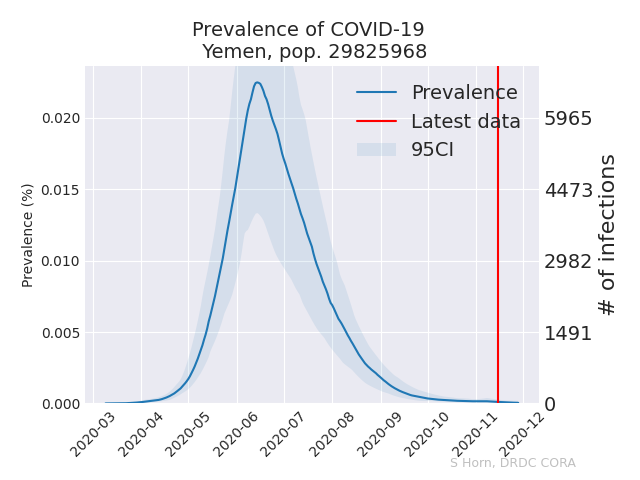 Prevalence of COVID-19
Yemen, pop. 29825968
Prevalence
Latest data
95CI
Prevalence (%)
0.020
0.015
0.010
0.005
0.000
5965
4473
2982
1491
0
# of infections
2020-03
2020-04
2020-05
2020-06
2020-07
2020-08
2020-09
2020-10
2020-11
2020-12
S Horn, DRDC CORA